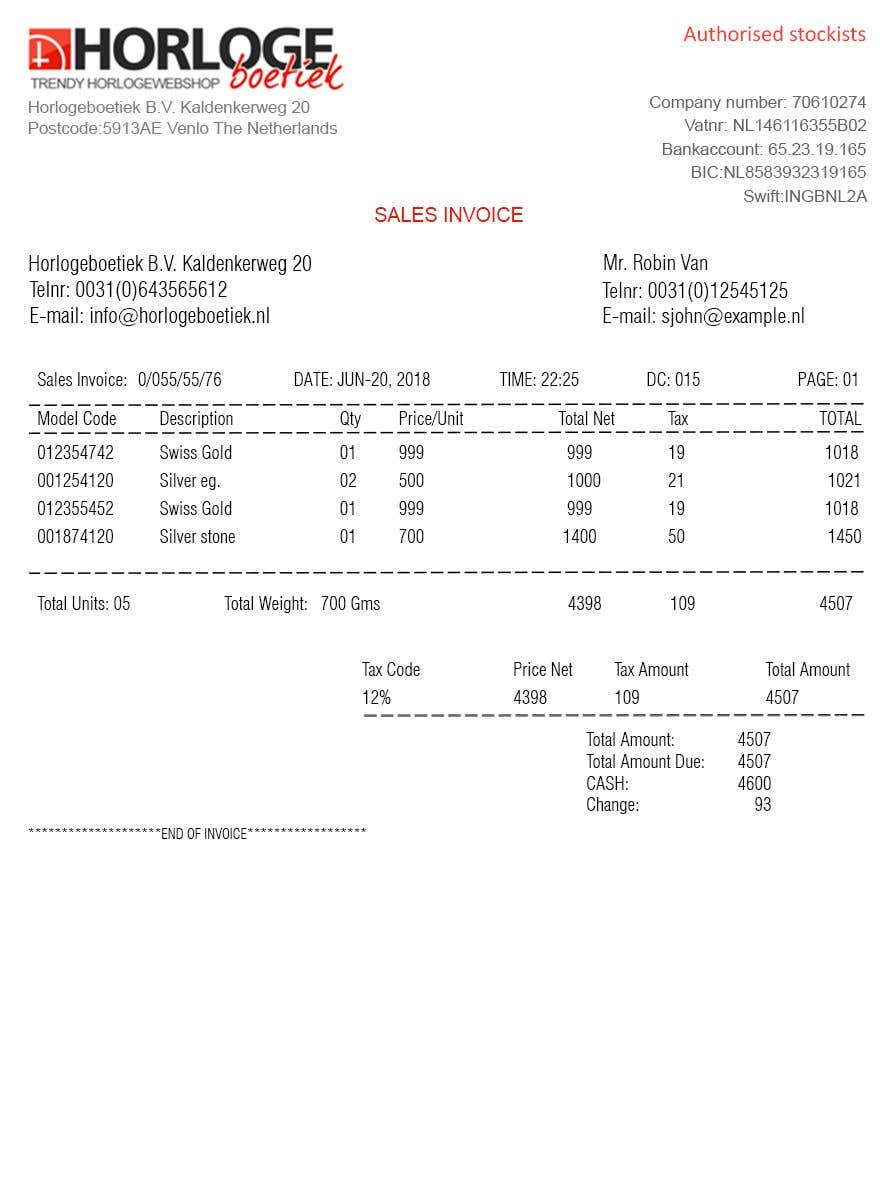 HORLOGE
boetiek
TRENDY HORLOGEWEBSHOP
Horlogeboetiek B.V. Kaldenkerweg 20
Postcode:5913AE Venlo The Netherlands
Authorised stockists
Company number: 70610274
Vatnr: NL146116355B02
Bankaccount: 65.23.19.165
BIC:NL8583932319165
Swift:INGBNL2A
SALES INVOICE
Horlogeboetiek B.V. Kaldenkerweg 20
Telnr: 0031(0)643565612
E-mail: info@horlogeboetiek.nl
Mr. Robin Van
Telnr: 0031(0)12545125
E-mail: sjohn@example.nl
Sales Invoice: 0/055/55/76 DATE: JUN-20, 2018 TIME: 22:25 DC: 015 PAGE: 01
Model Code Description Qty Price/Unit Total Net Tax TOTAL
012354742 Swiss Gold 01 999 999 19 1018
001254120 Silver eg. 02 500 1000 21 1021
012355452 Swiss Gold 01 999 999 19 1018
001874120 Silver stone 01 700 1400 50 1450
Total Units: 05 Total Weight: 700 Gms 4398 109 4507
Tax Code Price Net Tax Amount Total Amount
12% 4398 109 4507
Total Amount: 4507
Total Amount Due: 4507
CASH: 4600
Change: 93
********************END OF INVOICE******************